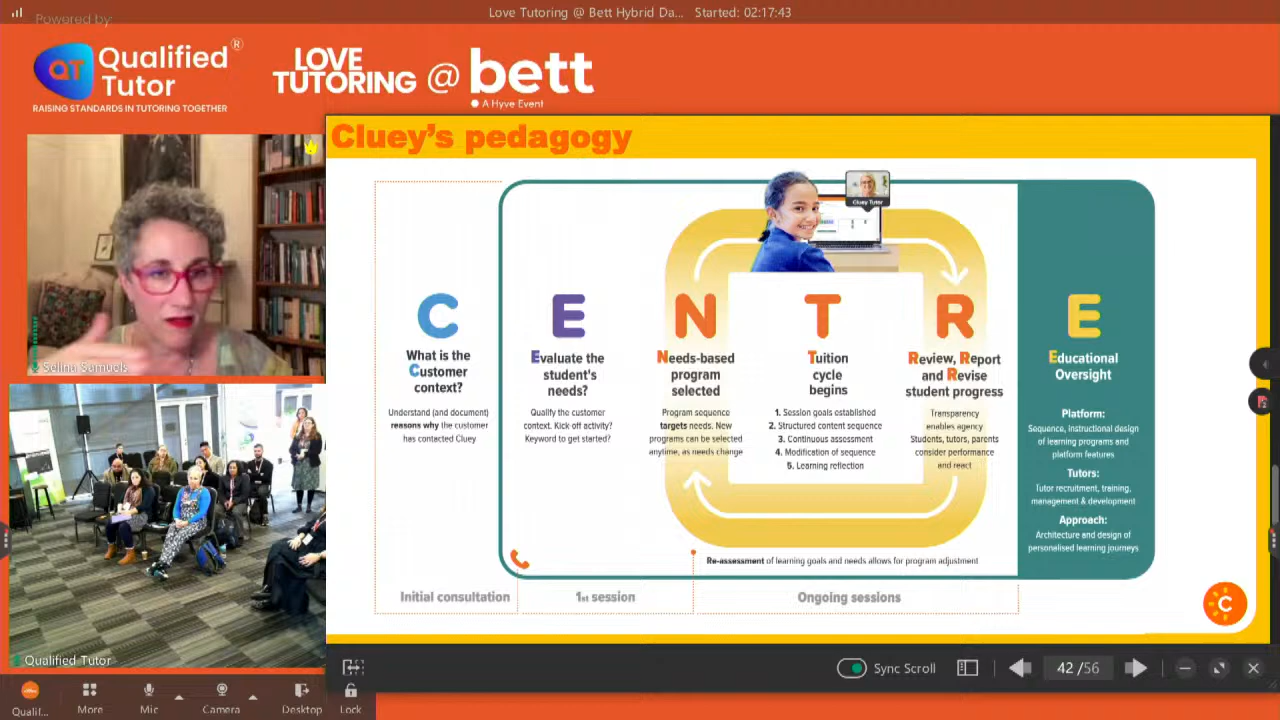 Love Tutoring @ Bett Hybrid Da... Started: 02:17:43
Powered by:
QT Qualified Tutor ®
RAISING STANDARDS IN TUTORING TOGETHER
LOVE TUTORING @ bett
A Hyve Event
Cluey's pedagogy
Cluey Tutor
C
What is the
Customer
context?
Understand (and document)
reasons why the customer
has contacted Cluey
E
Evaluate the
student's
needs?
Qualify the customer
context. Kick off activity?
Keyword to get started?
N
Needs-based
program
selected
Program sequence
targets needs. New
programs can be selected
anytime, as needs change
T
Tuition
cycle
begins
1. Session goals established
2. Structured content sequence
3. Continuous assessment
4. Modification of sequence
5. Learning reflection
R
Review, Report
and Revise
student progress
Transparency
enables agency
Students, tutors, parents
consider performance
and react
E
Educational
Oversight
Platform:
Sequence, instructional design
of learning programs and
platform features
Tutors:
Tutor recruitment, training,
management & development
Approach:
Architecture and design of
personalised learning journeys
Re-assessment of learning goals and needs allows for program adjustment
Initial consultation
1st session
Ongoing sessions
C
Selina Samuels
Qualified Tutor
Sync Scroll
42 /56
Qualif...
More
Mic
Camera
Desktop
Lock